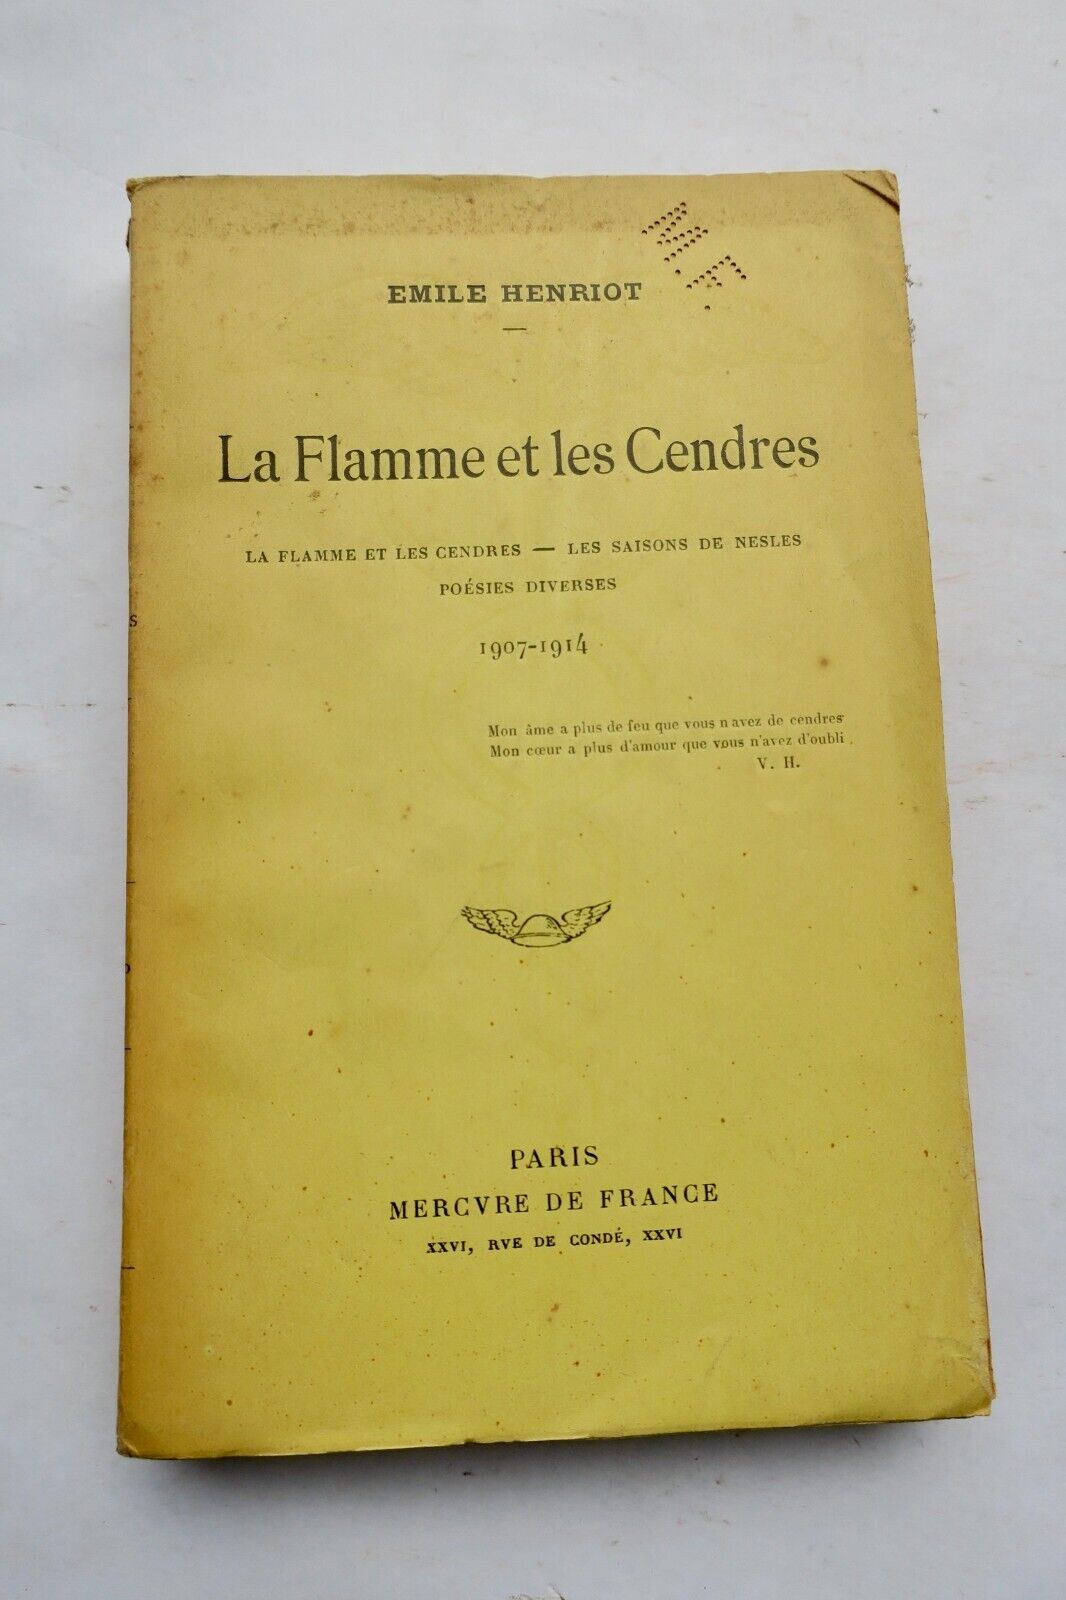 M.F.
EMILE HENRIOT
La Flamme et les Cendres
LA FLAMME ET LES CENDRES — LES SAISONS DE NESLES
POÉSIES DIVERSES
1907-1914
Mon âme a plus de feu que vous n avez de cendres
Mon cœur a plus d'amour que vous n'avez d'oubli.
V. H.
PARIS
MERCVRE DE FRANCE
XXVI, RVE DE CONDÉ, XXVI